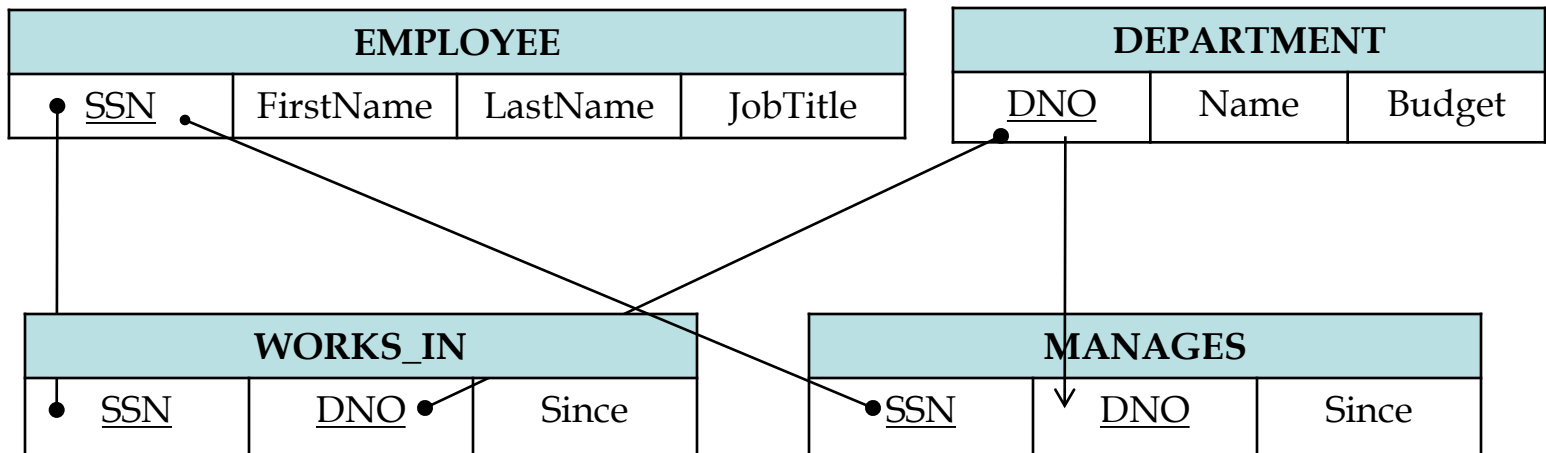 EMPLOYEE
SSN FirstName LastName JobTitle
DEPARTMENT
DNO Name Budget
WORKS_IN
SSN DNO Since
MANAGES
SSN DNO Since